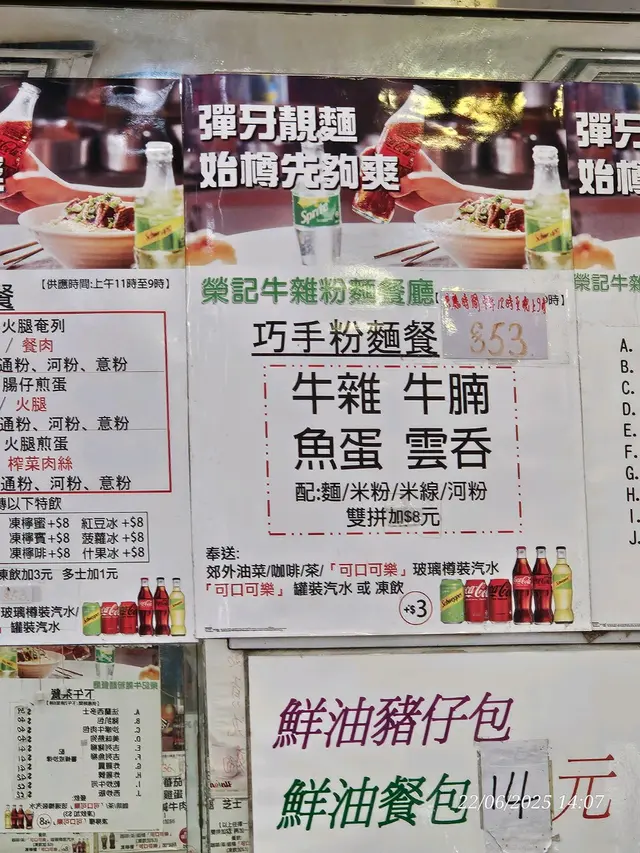 彈牙靚麵
始樽先夠爽
Sprite
榮記牛雜粉麵餐廳
巧手粉麵餐
$53
牛雜 牛腩
魚蛋 雲吞
配:麵/米粉/米線/河粉
雙拼加$8元
奉送:
郊外油菜/咖啡/茶/「可口可樂」玻璃樽裝汽水
「可口可樂」罐裝汽水 或 凍飲
+$3
【供應時間:上午11時至9時】
餐
火腿奄列
/ 餐肉
通粉、河粉、意粉
腸仔煎蛋
/ 火腿
通粉、河粉、意粉
火腿煎蛋
榨菜肉絲
通粉、河粉、意粉
以下特飲
凍檸蜜+$8 紅豆冰+$8
凍檸賓+$8 菠蘿冰+$8
凍檸啡+$8 什果冰+$8
凍飲加3元 多士加1元
玻璃樽裝汽水/
罐裝汽水
彈牙
始樽
榮記牛雜
A.
B.
C.
D.
E.
F.
G.
H.
I.
J.
鮮油豬仔包
鮮油餐包 14 元
芝士
22/06/2025 14:07